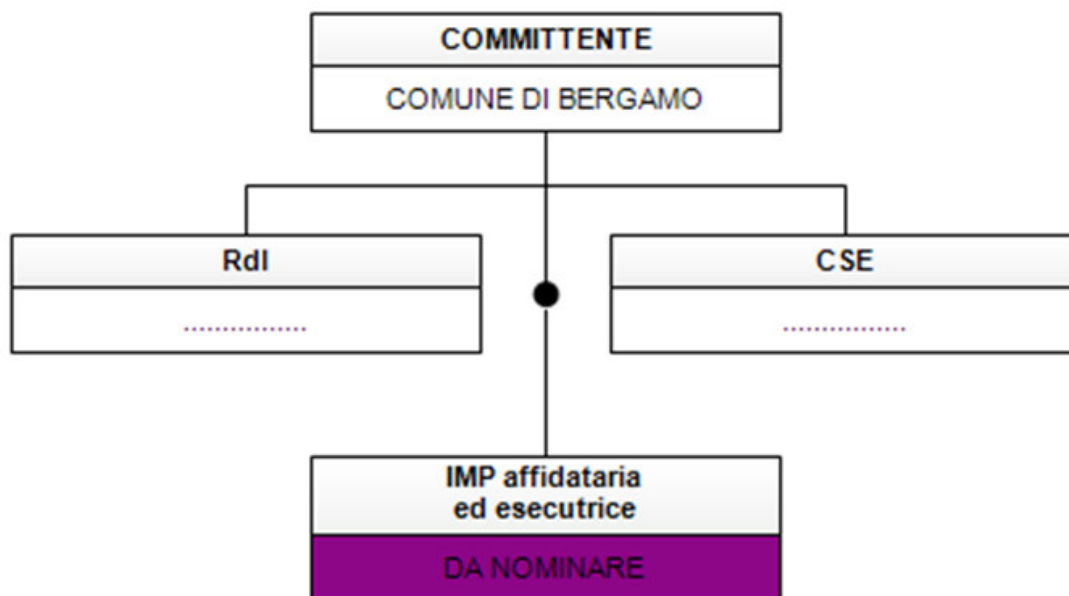 COMMITTENTE
COMUNE DI BERGAMO
RdI
................
CSE
................
IMP affidataria
ed esecutrice
DA NOMINARE